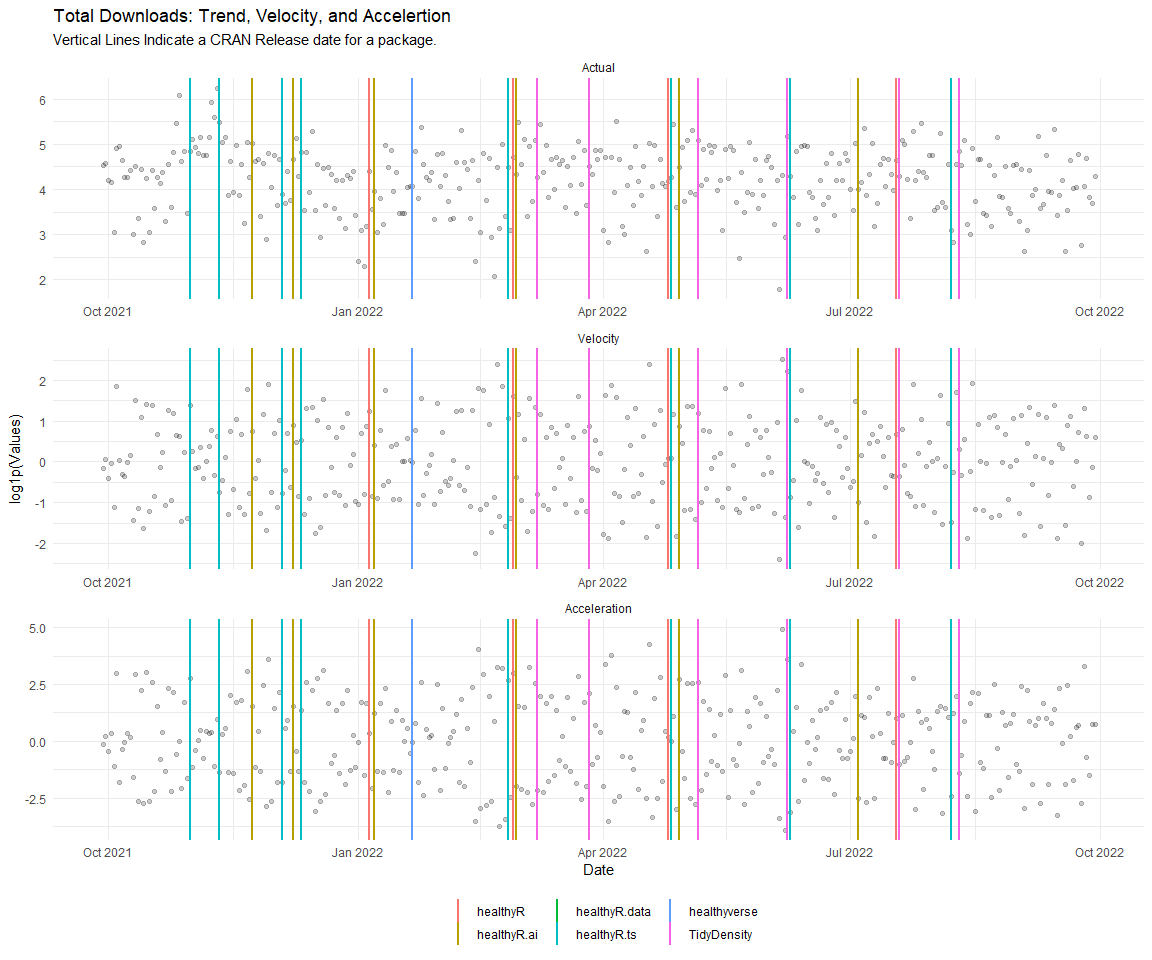 Total Downloads: Trend, Velocity, and Accelertion
Vertical Lines Indicate a CRAN Release date for a package.
Actual
6
5
4
3
2
Oct 2021 Jan 2022 Apr 2022 Jul 2022 Oct 2022
Velocity
log1p(Values)
2
1
0
-1
-2
Oct 2021 Jan 2022 Apr 2022 Jul 2022 Oct 2022
Acceleration
5.0
2.5
0.0
-2.5
Oct 2021 Jan 2022 Apr 2022 Jul 2022 Oct 2022
Date
healthyR healthyR.data healthyverse
healthyR.ai healthyR.ts TidyDensity